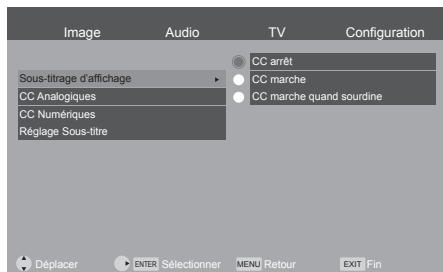 Image Audio TV Configuration
CC arrêt
Sous-titrage d'affichage
CC marche
CC Analogiques
CC marche quand sourdine
CC Numériques
Réglage Sous-titre
Déplacer ENTER Sélectionner MENU Retour EXIT Fin